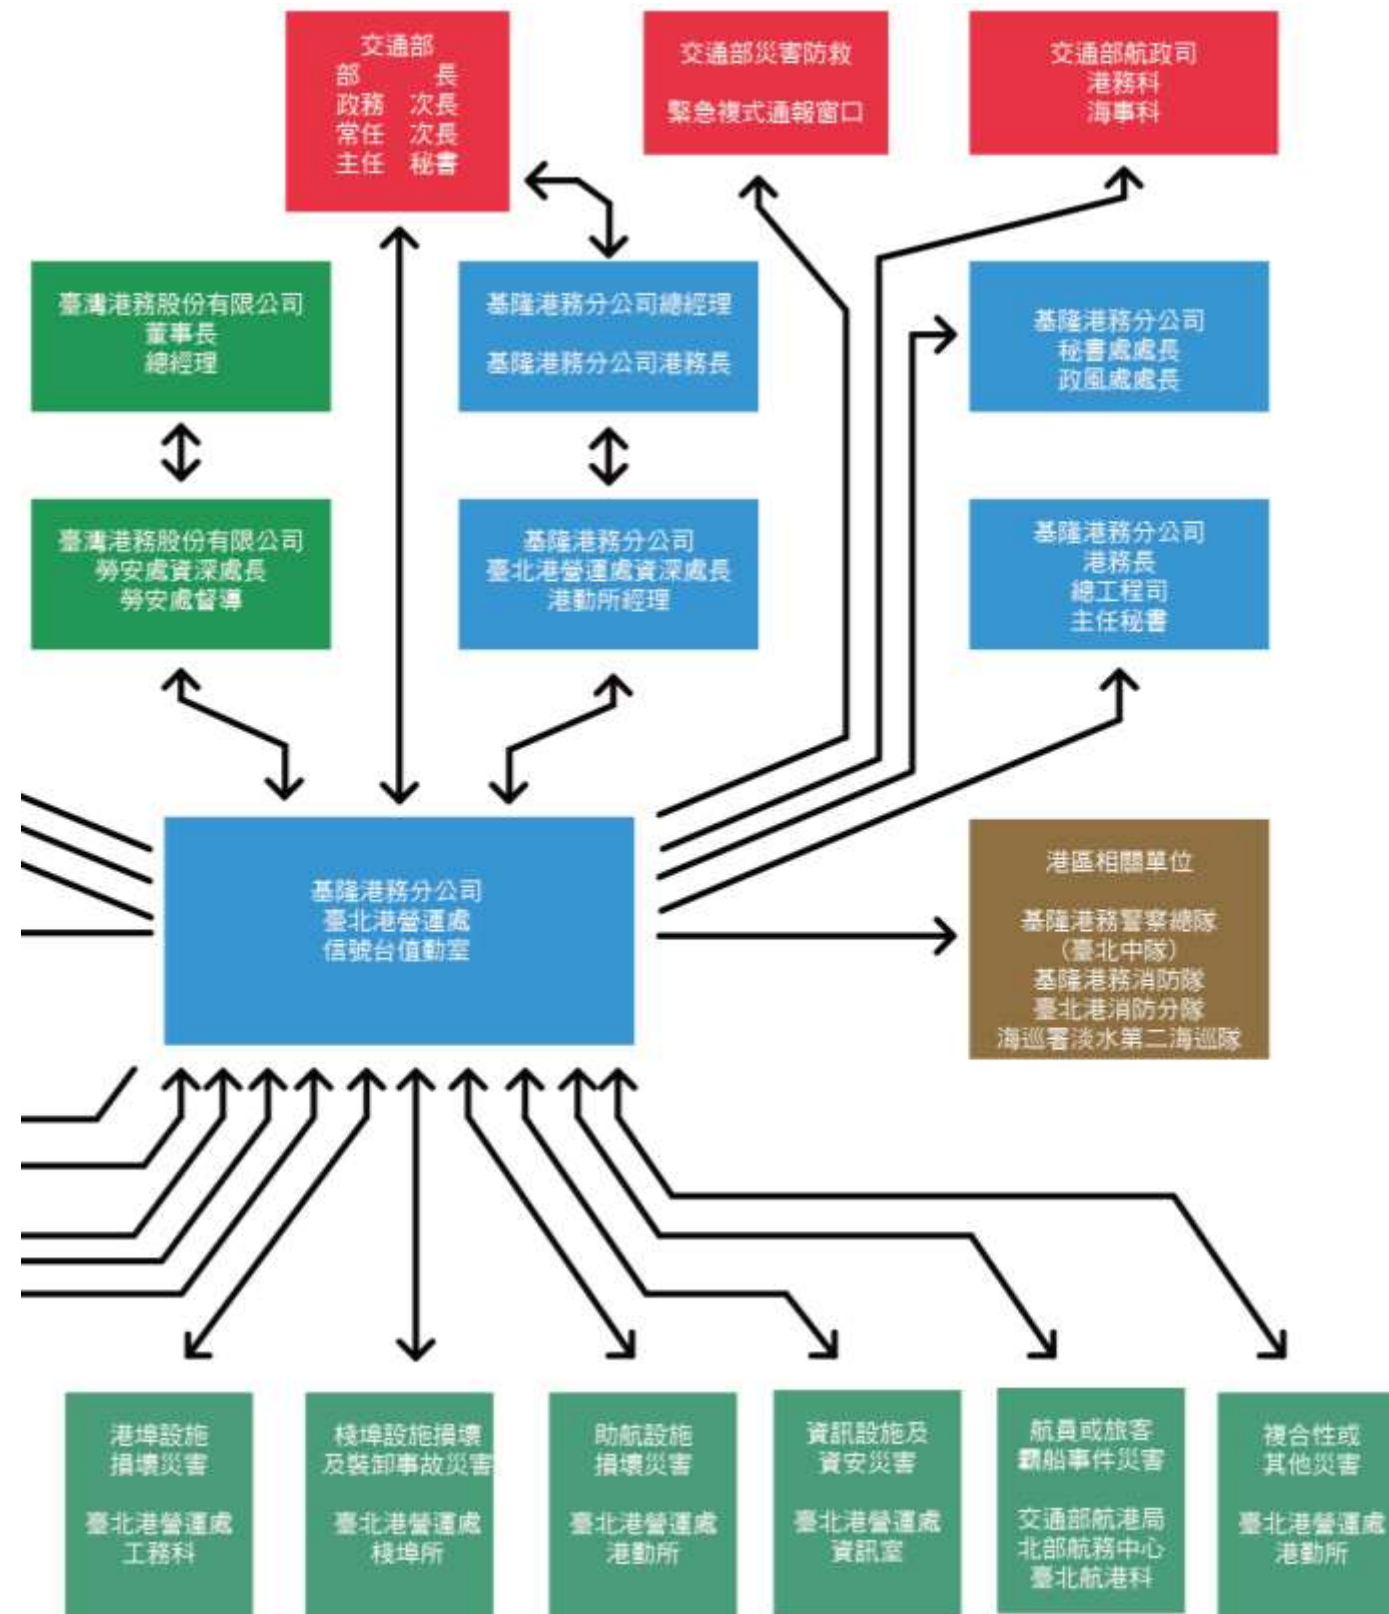 交通部
部　　長
政務　次長
常任　次長
主任　秘書
交通部災害防救
緊急複式通報窗口
交通部航政司
港務科
海事科
臺灣港務股份有限公司
董事長
總經理
基隆港務分公司總經理
基隆港務分公司港務長
基隆港務分公司
秘書處處長
政風處處長
臺灣港務股份有限公司
勞安處資深處長
勞安處督導
基隆港務分公司
臺北港營運處資深處長
港勤所經理
基隆港務分公司
港務長
總工程司
主任秘書
基隆港務分公司
臺北港營運處
信號台值勤室
港區相關單位
基隆港務警察總隊
（臺北中隊）
基隆港務消防隊
臺北港消防分隊
海巡署淡水第二海巡隊
港埠設施
損壞災害
臺北港營運處
工務科
棧埠設施損壞
及裝卸事故災害
臺北港營運處
棧埠所
助航設施
損壞災害
臺北港營運處
港勤所
資訊設施及
資安災害
臺北港營運處
資訊室
航員或旅客
霸船事件災害
交通部航港局
北部航務中心
臺北航港科
複合性或
其他災害
臺北港營運處
港勤所